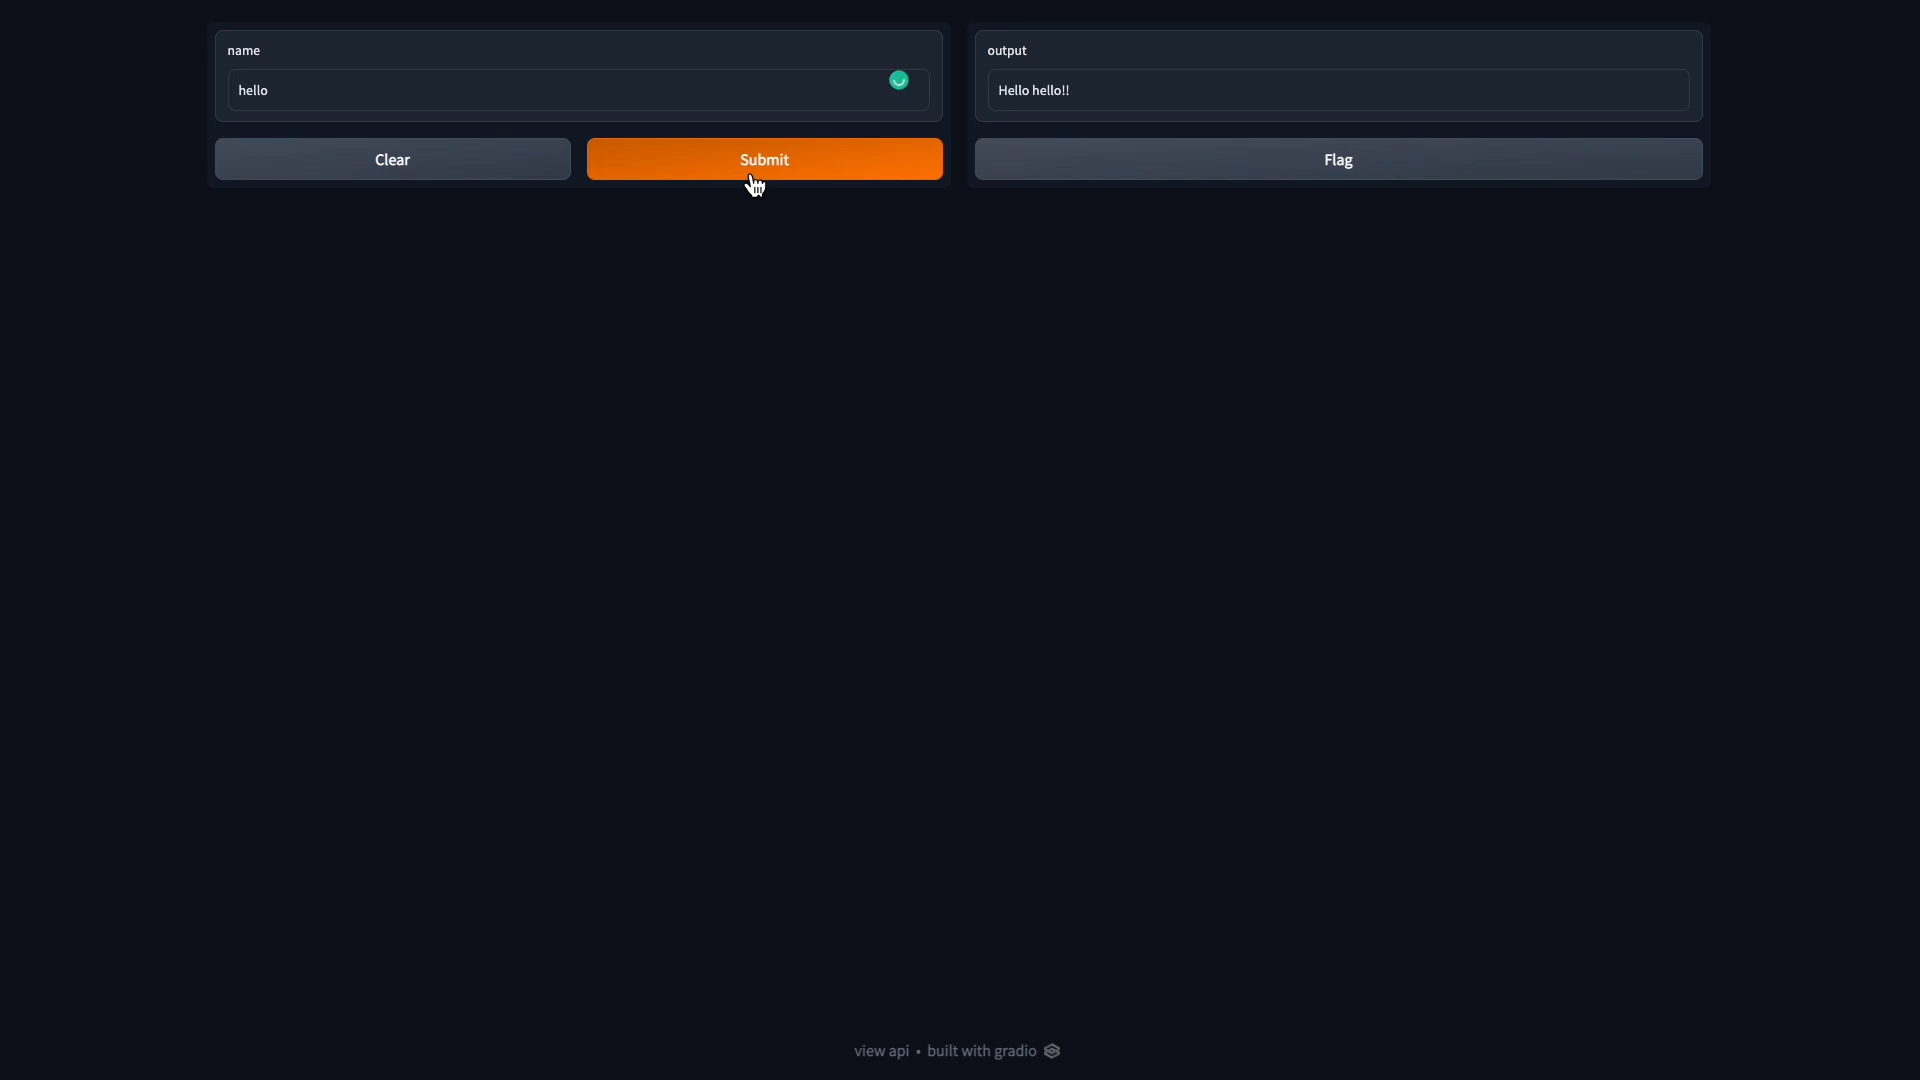 name
hello
Clear
Submit
output
Hello hello!!
Flag
view api • built with gradio